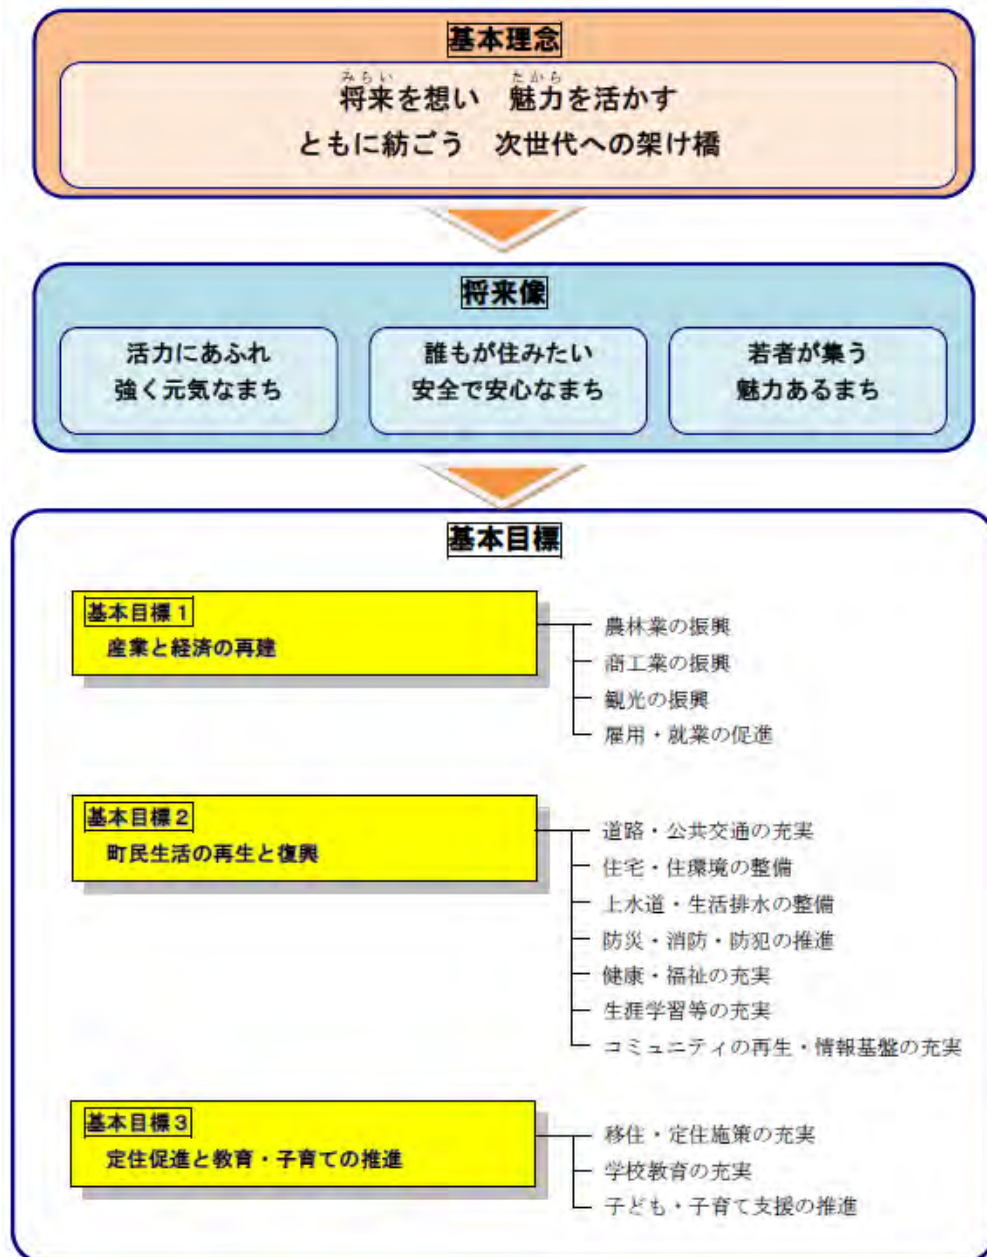 基本理念
みらい　たから
将来を想い　魅力を活かす
ともに紡ごう　次世代への架け橋
将来像
活力にあふれ
強く元気なまち
誰もが住みたい
安全で安心なまち
若者が集う
魅力あるまち
基本目標
基本目標１
産業と経済の再建
農林業の振興
商工業の振興
観光の振興
雇用・就業の促進
基本目標２
町民生活の再生と復興
道路・公共交通の充実
住宅・住環境の整備
上水道・生活排水の整備
防災・消防・防犯の推進
健康・福祉の充実
生涯学習等の充実
コミュニティの再生・情報基盤の充実
基本目標３
定住促進と教育・子育ての推進
移住・定住施策の充実
学校教育の充実
子ども・子育て支援の推進